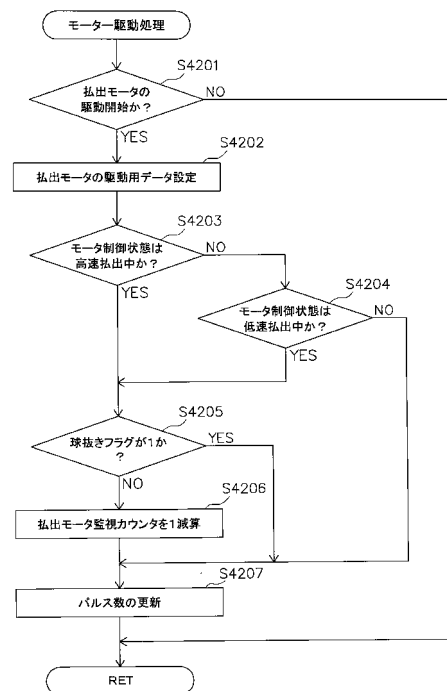 モーター駆動処理
S4201
払出モータの
駆動開始か？
NO
YES
S4202
払出モータの駆動用データ設定
S4203
モータ制御状態は
高速払出中か？
NO
YES
S4204
モータ制御状態は
低速払出中か？
NO
YES
S4205
球抜きフラグが1か
？
YES
NO
S4206
払出モータ監視カウンタを1減算
S4207
パルス数の更新
RET